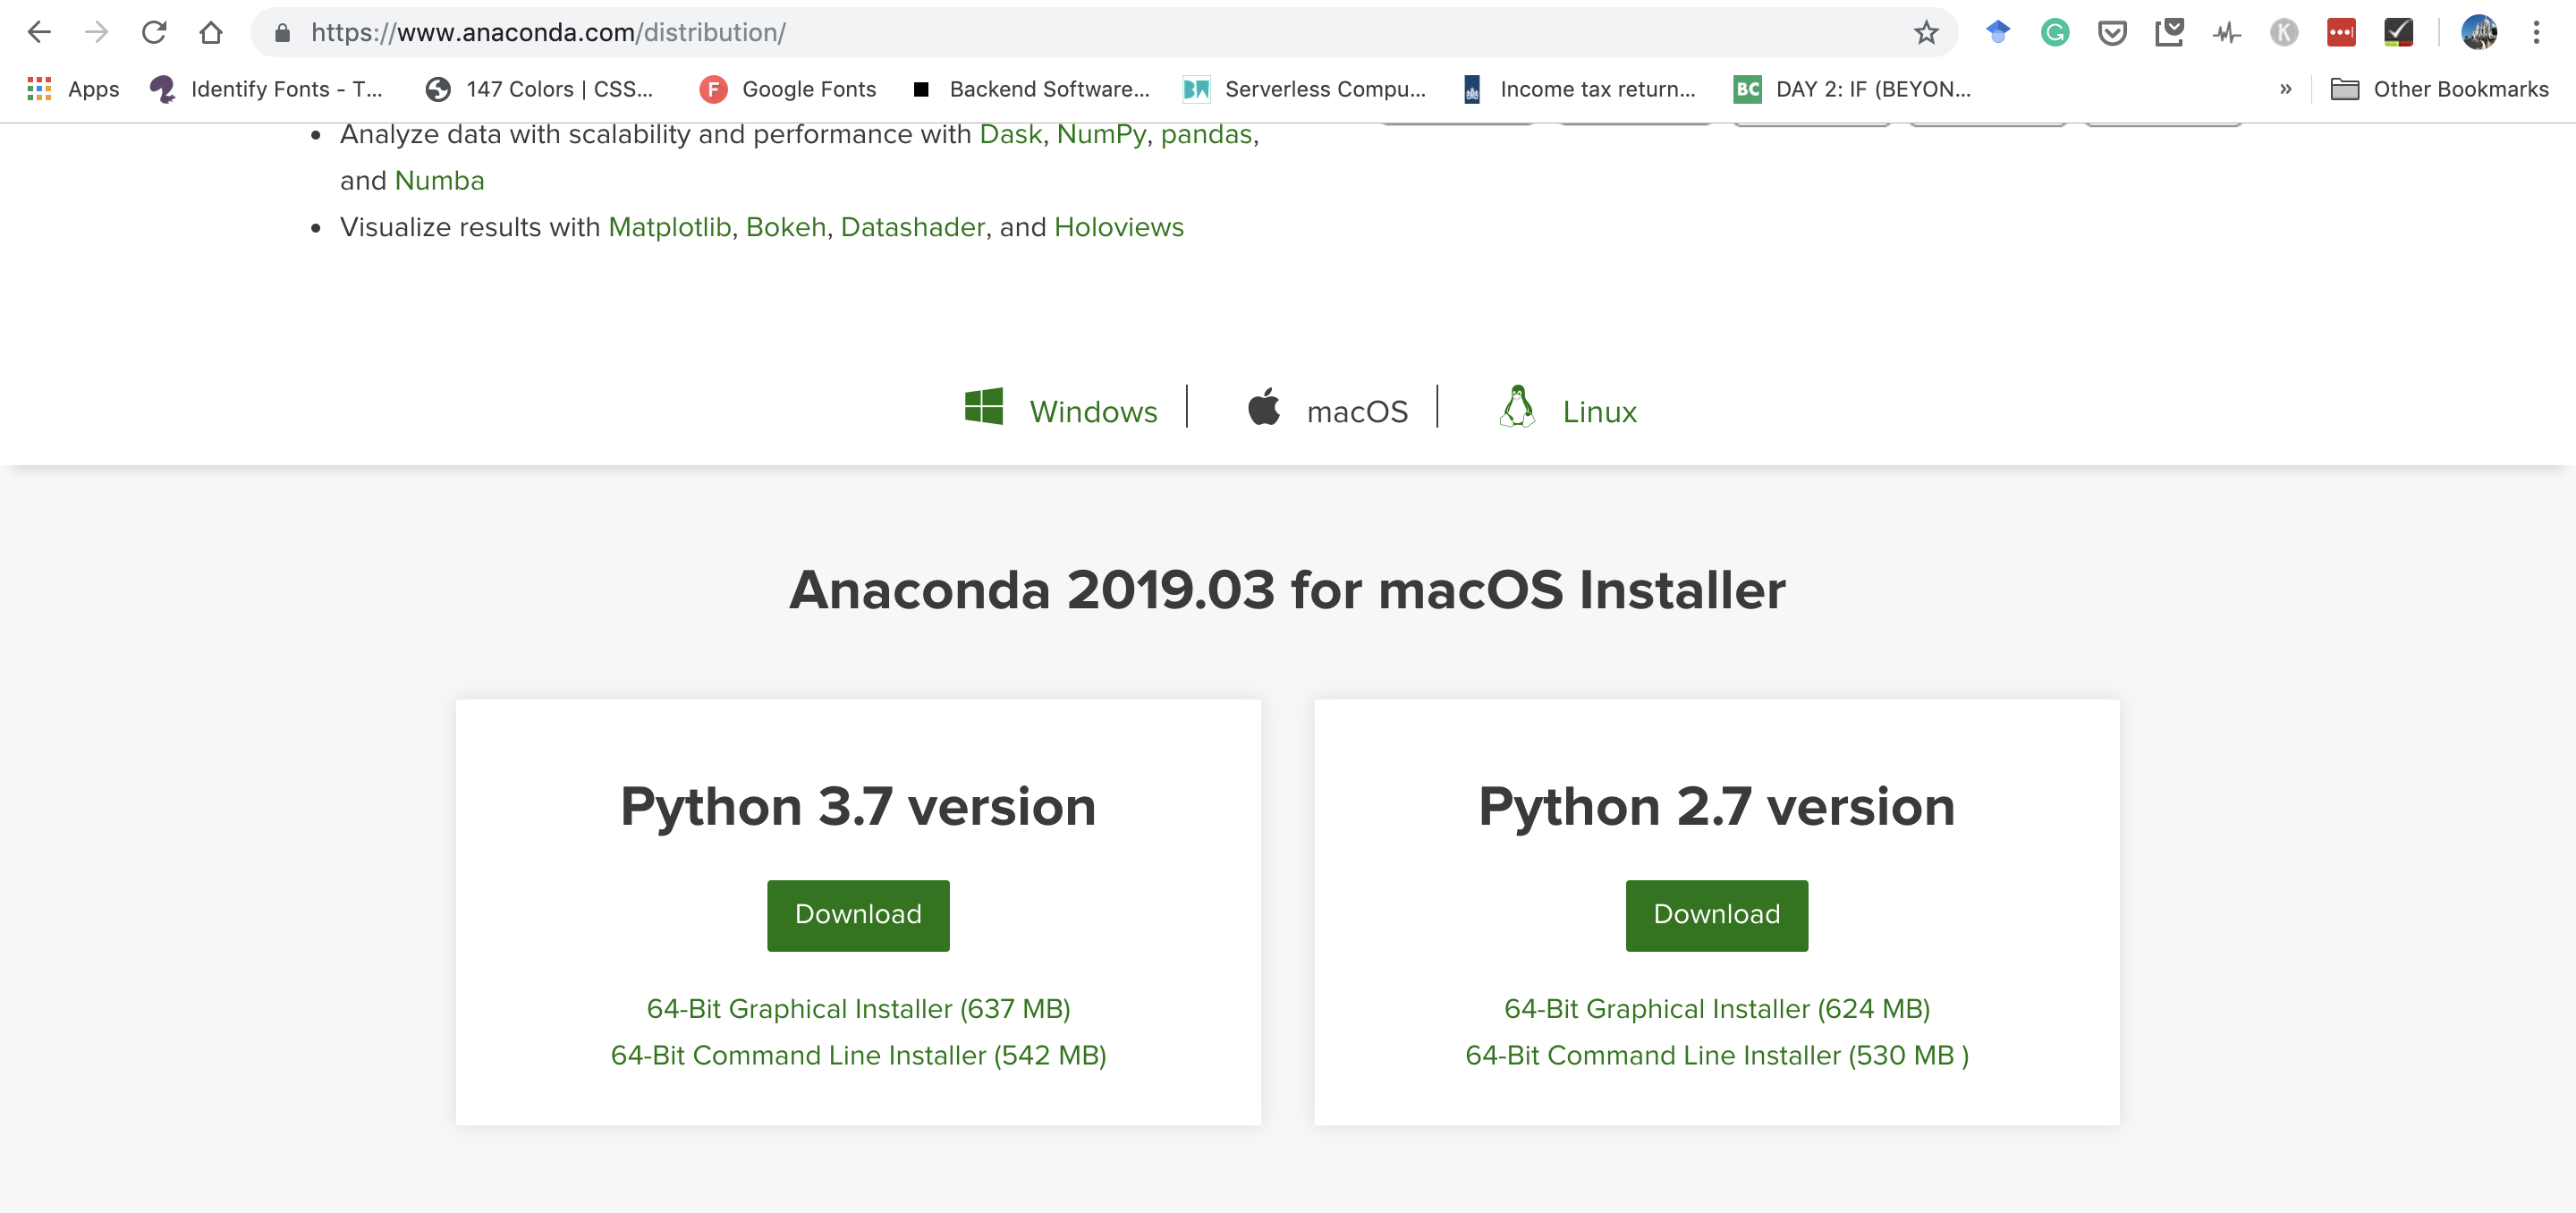 https://www.anaconda.com/distribution/
Apps Identify Fonts - T... 147 Colors | CSS... F Google Fonts Backend Software... Serverless Compu... Income tax return... BC DAY 2: IF (BEYON... » Other Bookmarks
• Analyze data with scalability and performance with Dask, NumPy, pandas,
and Numba
• Visualize results with Matplotlib, Bokeh, Datashader, and Holoviews
Windows | macOS | Linux
Anaconda 2019.03 for macOS Installer
Python 3.7 version
Download
64-Bit Graphical Installer (637 MB)
64-Bit Command Line Installer (542 MB)
Python 2.7 version
Download
64-Bit Graphical Installer (624 MB)
64-Bit Command Line Installer (530 MB )